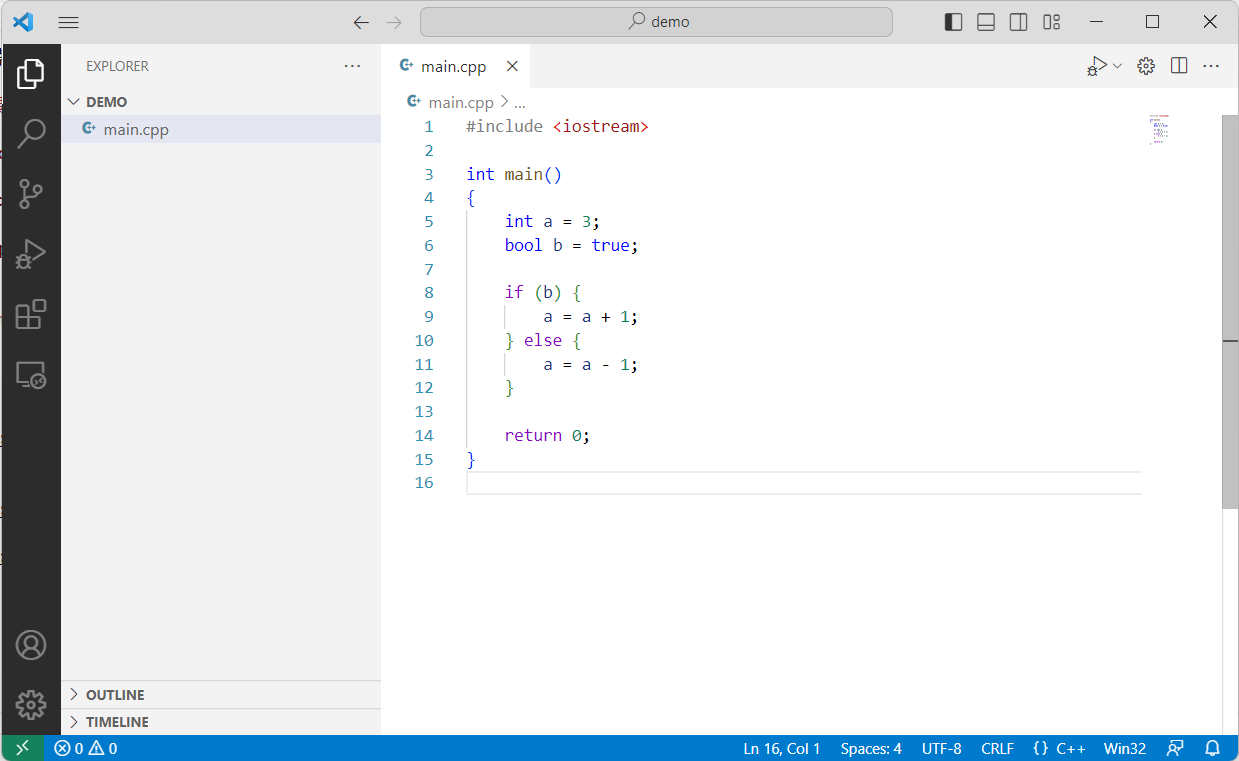 demo
EXPLORER
DEMO
main.cpp
OUTLINE
TIMELINE
main.cpp
main.cpp > ...
1 #include <iostream>
2
3 int main()
4 {
5     int a = 3;
6     bool b = true;
7
8     if (b) {
9         a = a + 1;
10     } else {
11         a = a - 1;
12     }
13
14     return 0;
15 }
16
0 0 Ln 16, Col 1 Spaces: 4 UTF-8 CRLF {} C++ Win32